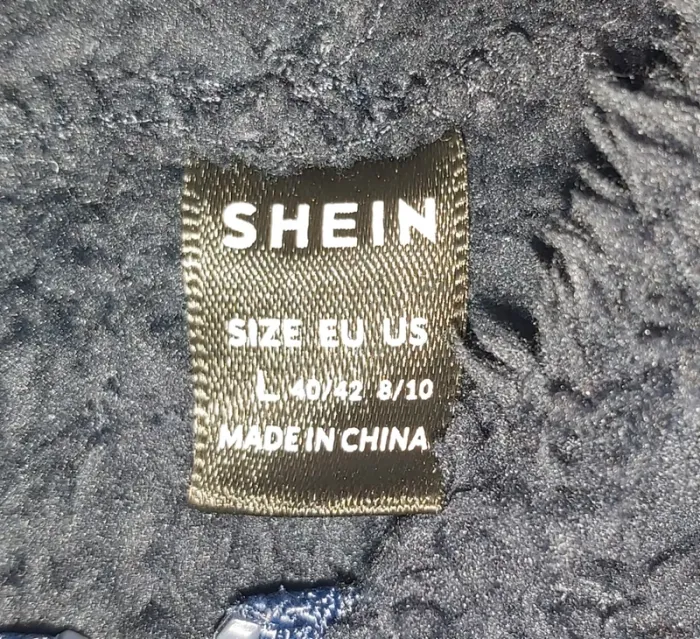 SHEIN
SIZE EU US
L 40/42 8/10
MADE IN CHINA